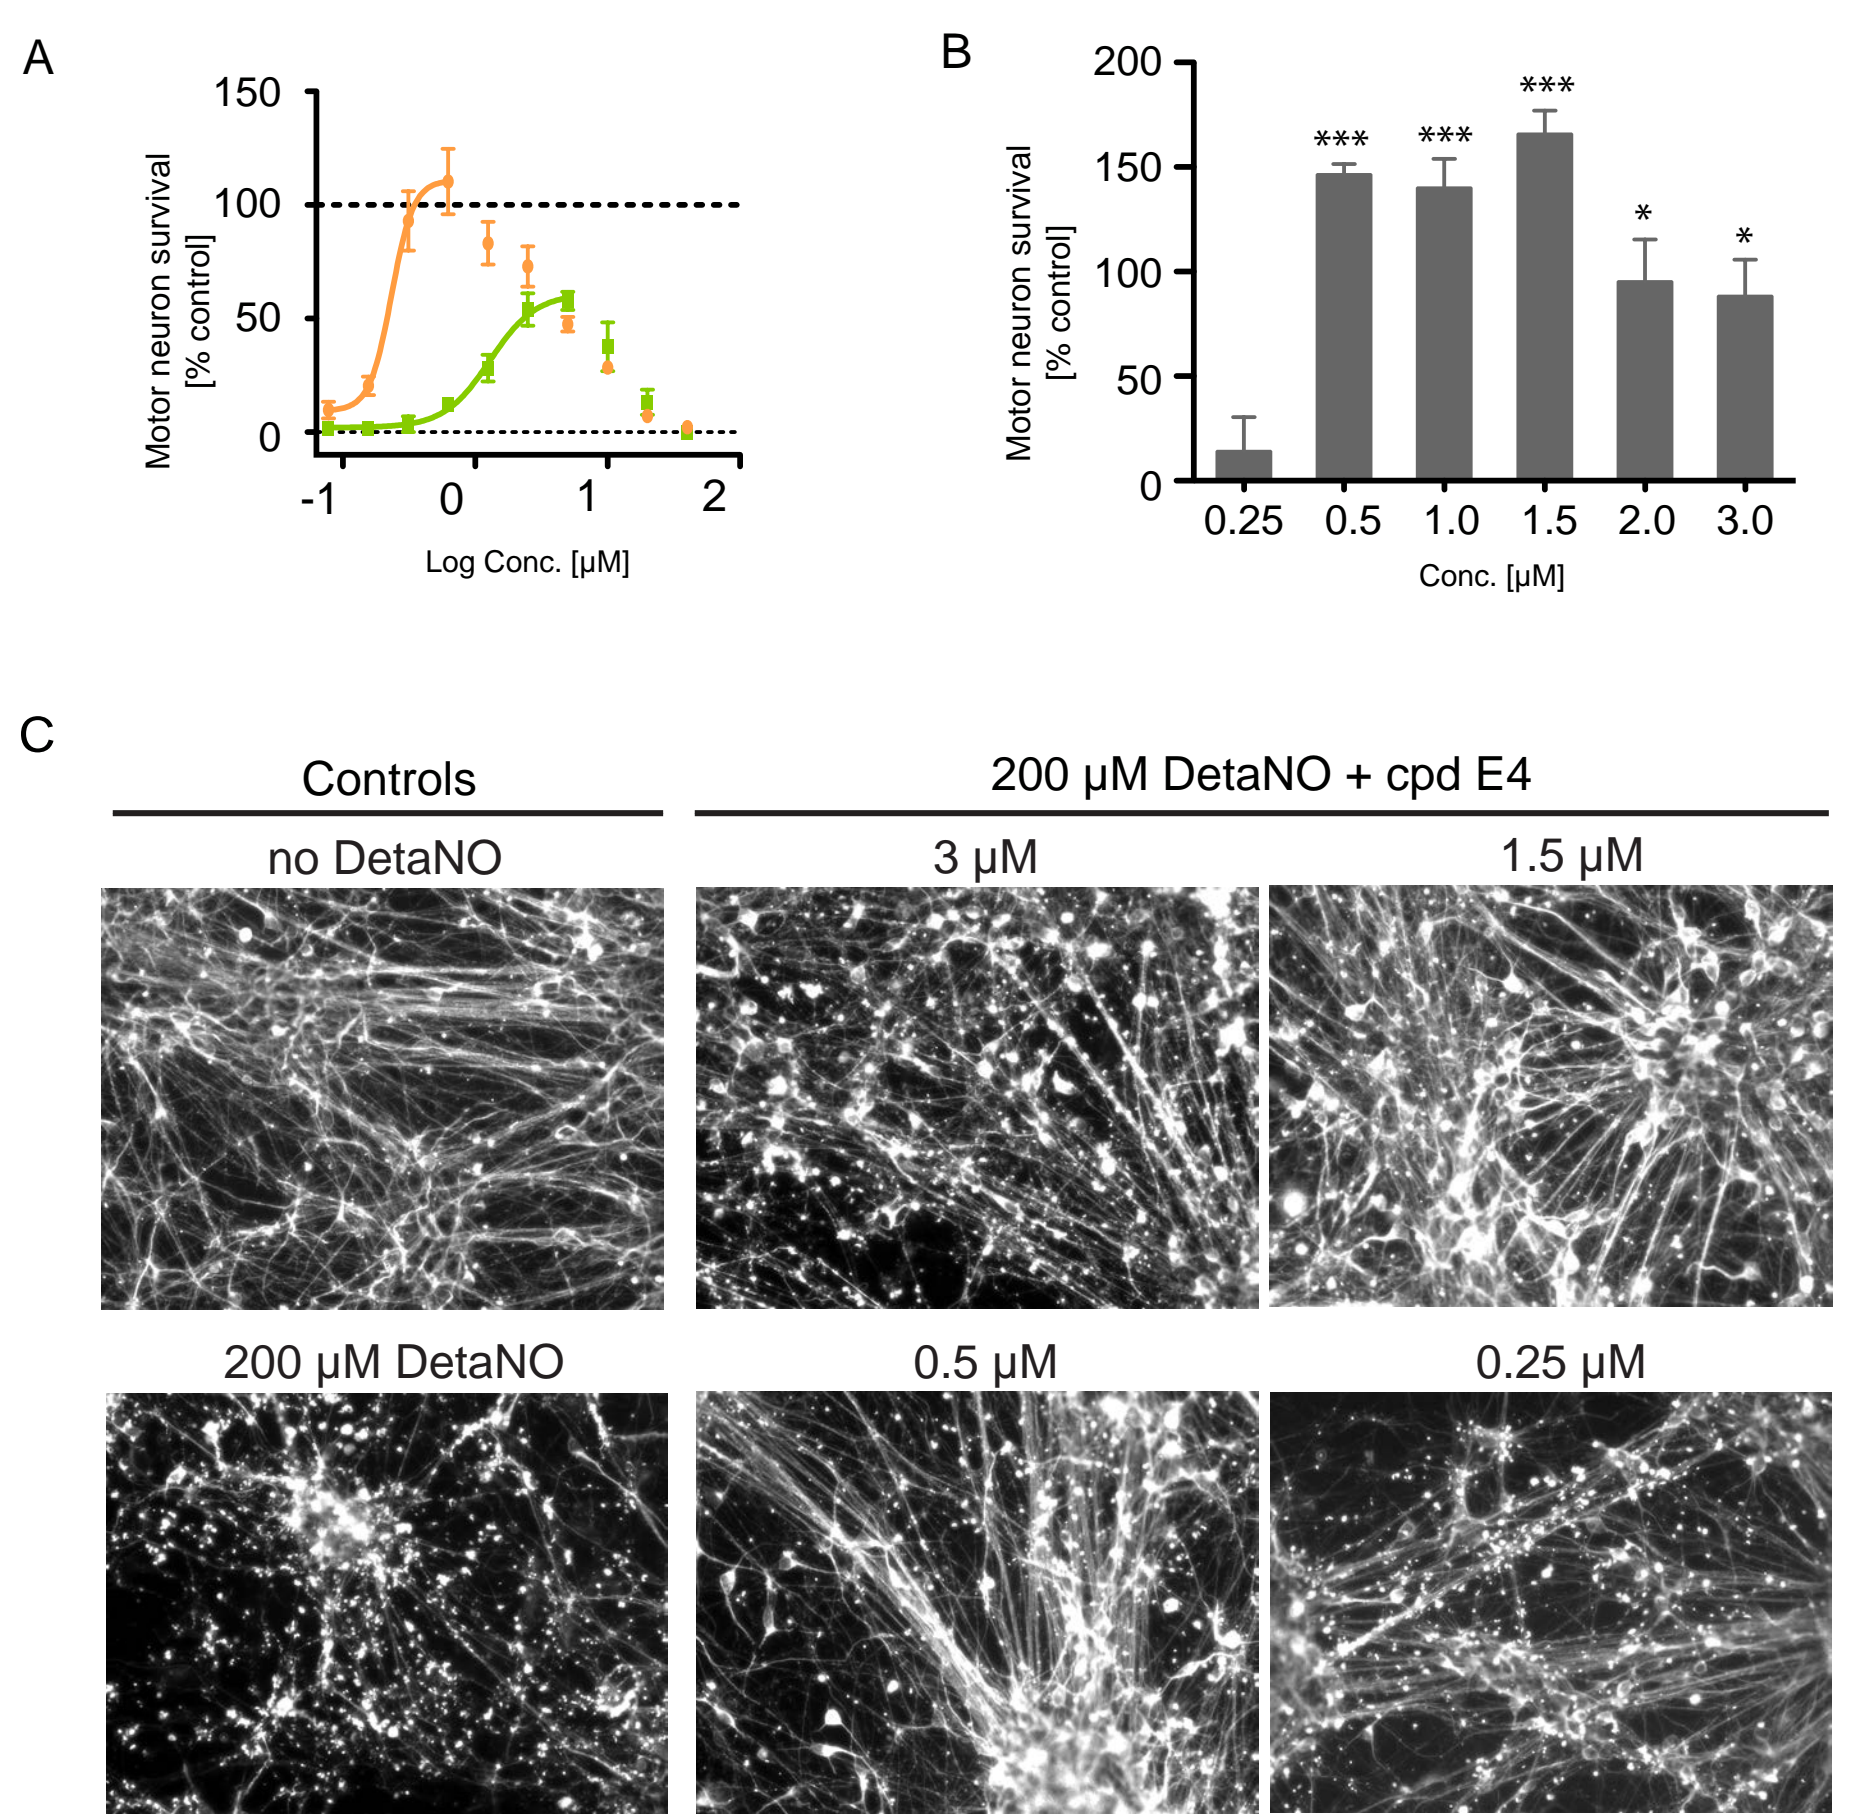 A
150
100
50
0
Motor neuron survival
[% control]
-1
0
1
2
Log Conc. [µM]
B
200
150
100
50
0
Motor neuron survival
[% control]
***
***
***
*
*
0.25
0.5
1.0
1.5
2.0
3.0
Conc. [µM]
C
Controls
200 µM DetaNO + cpd E4
no DetaNO
3 µM
1.5 µM
200 µM DetaNO
0.5 µM
0.25 µM